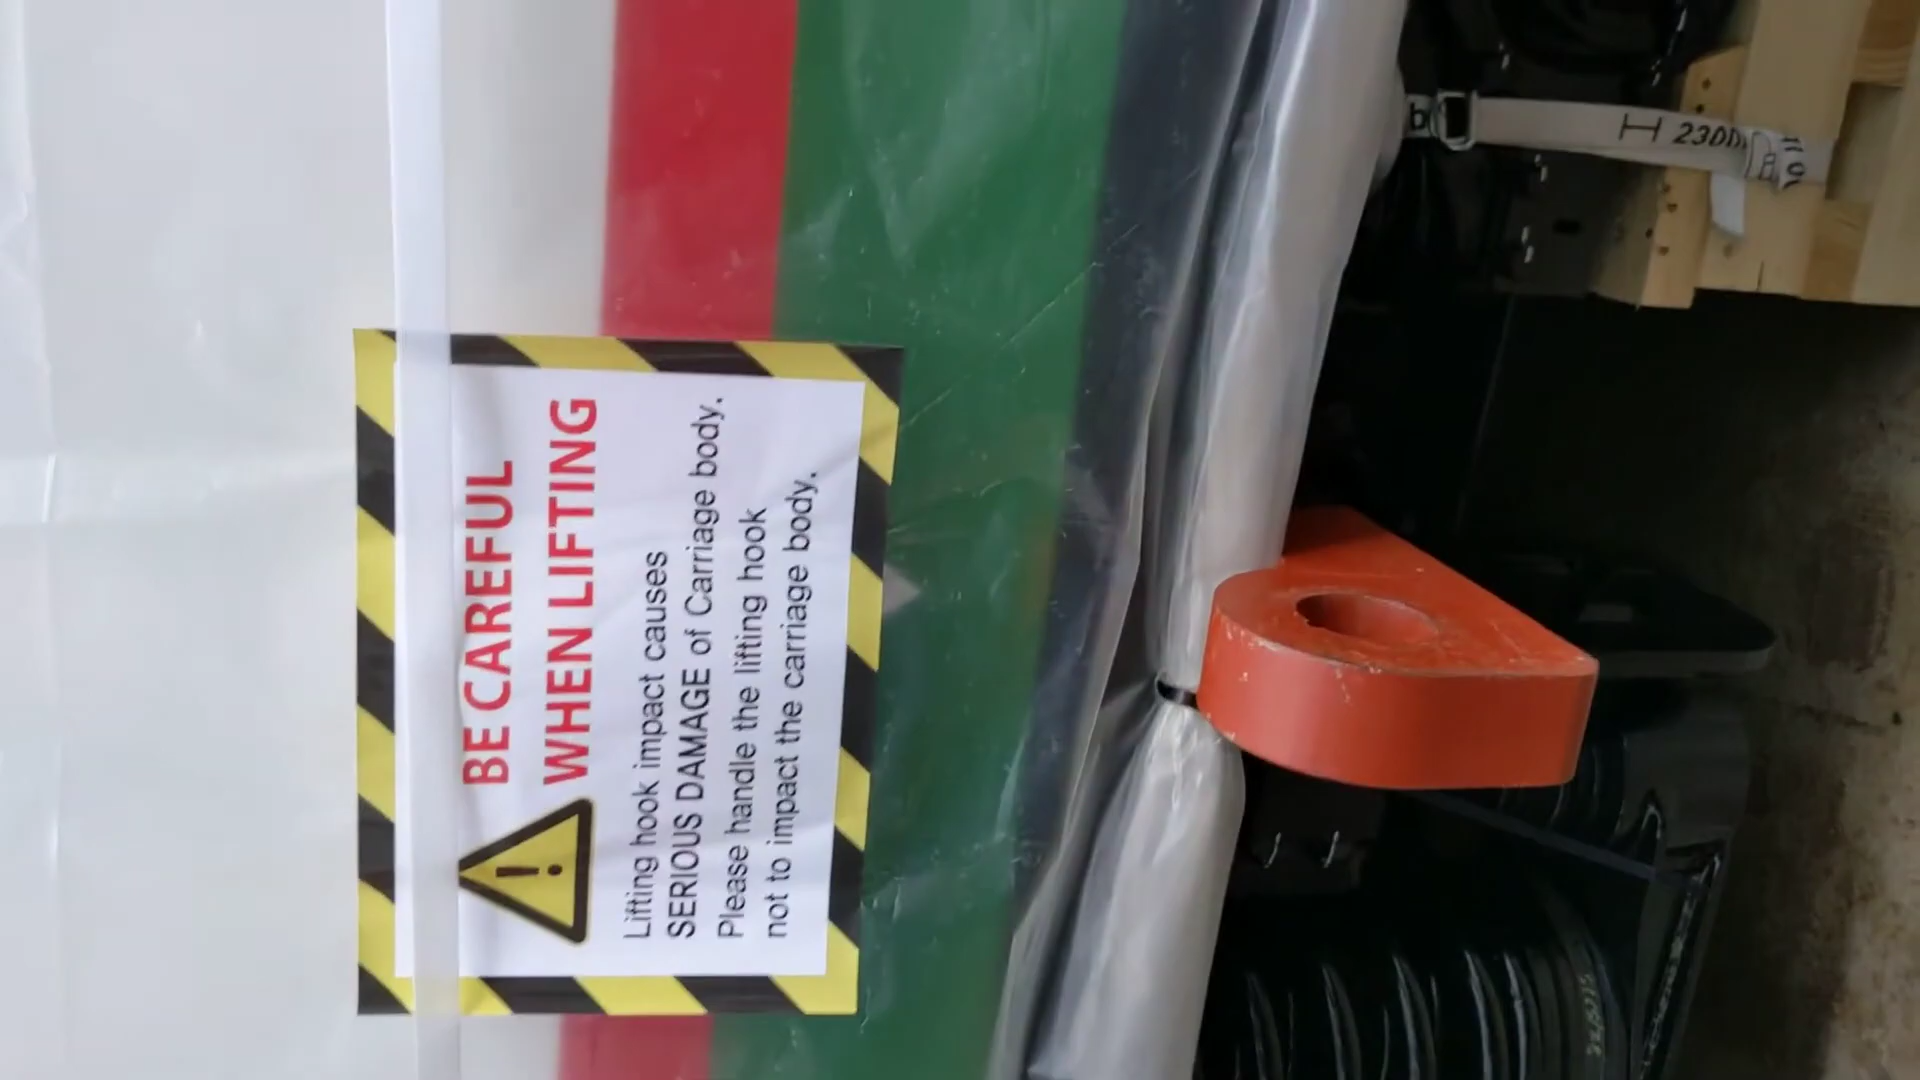 BE CAREFUL
WHEN LIFTING
Lifting hook impact causes
SERIOUS DAMAGE of Carriage body.
Please handle the lifting hook
not to impact the carriage body.